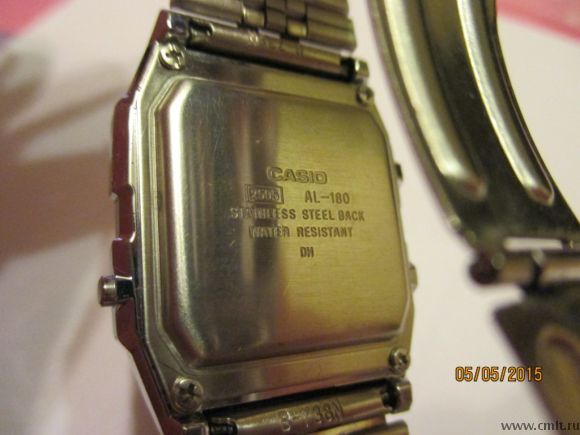 CASIO
2505 AL-180
STAINLESS STEEL BACK
WATER RESISTANT
DH
05/05/2015
www.cmlt.ru